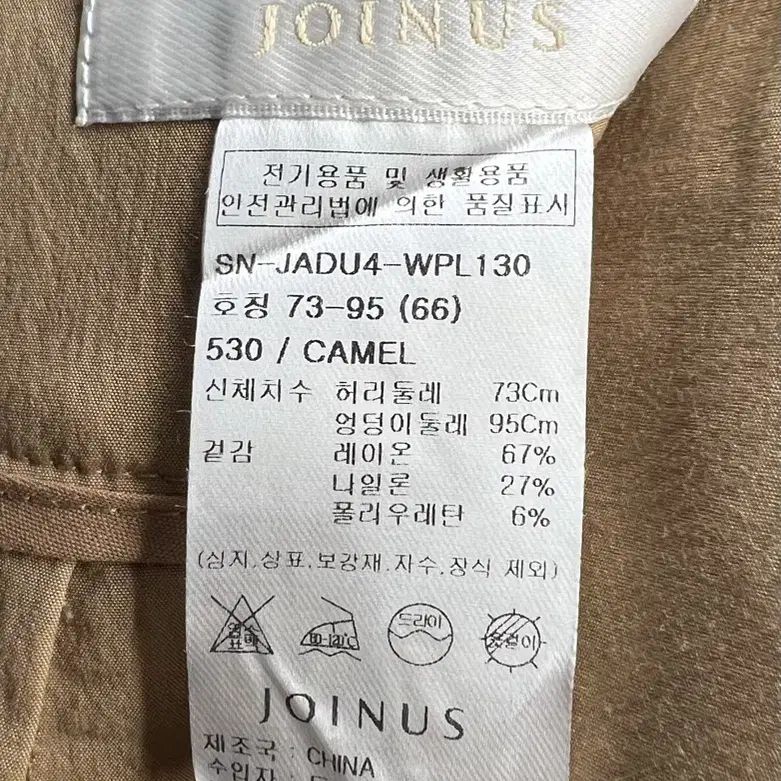 JOINUS
전기용품 및 생활용품
안전관리법에 의한 품질표시
SN-JADU4-WPL130
호칭 73-95 (66)
530 / CAMEL
신체치수 허리둘레 73Cm
엉덩이둘레 95Cm
겉감 레이온 67%
나일론 27%
폴리우레탄 6%
(심지,상표,보강재,자수,장식 제외)
드라이
JOINUS
제조국 : CHINA
수입자 :